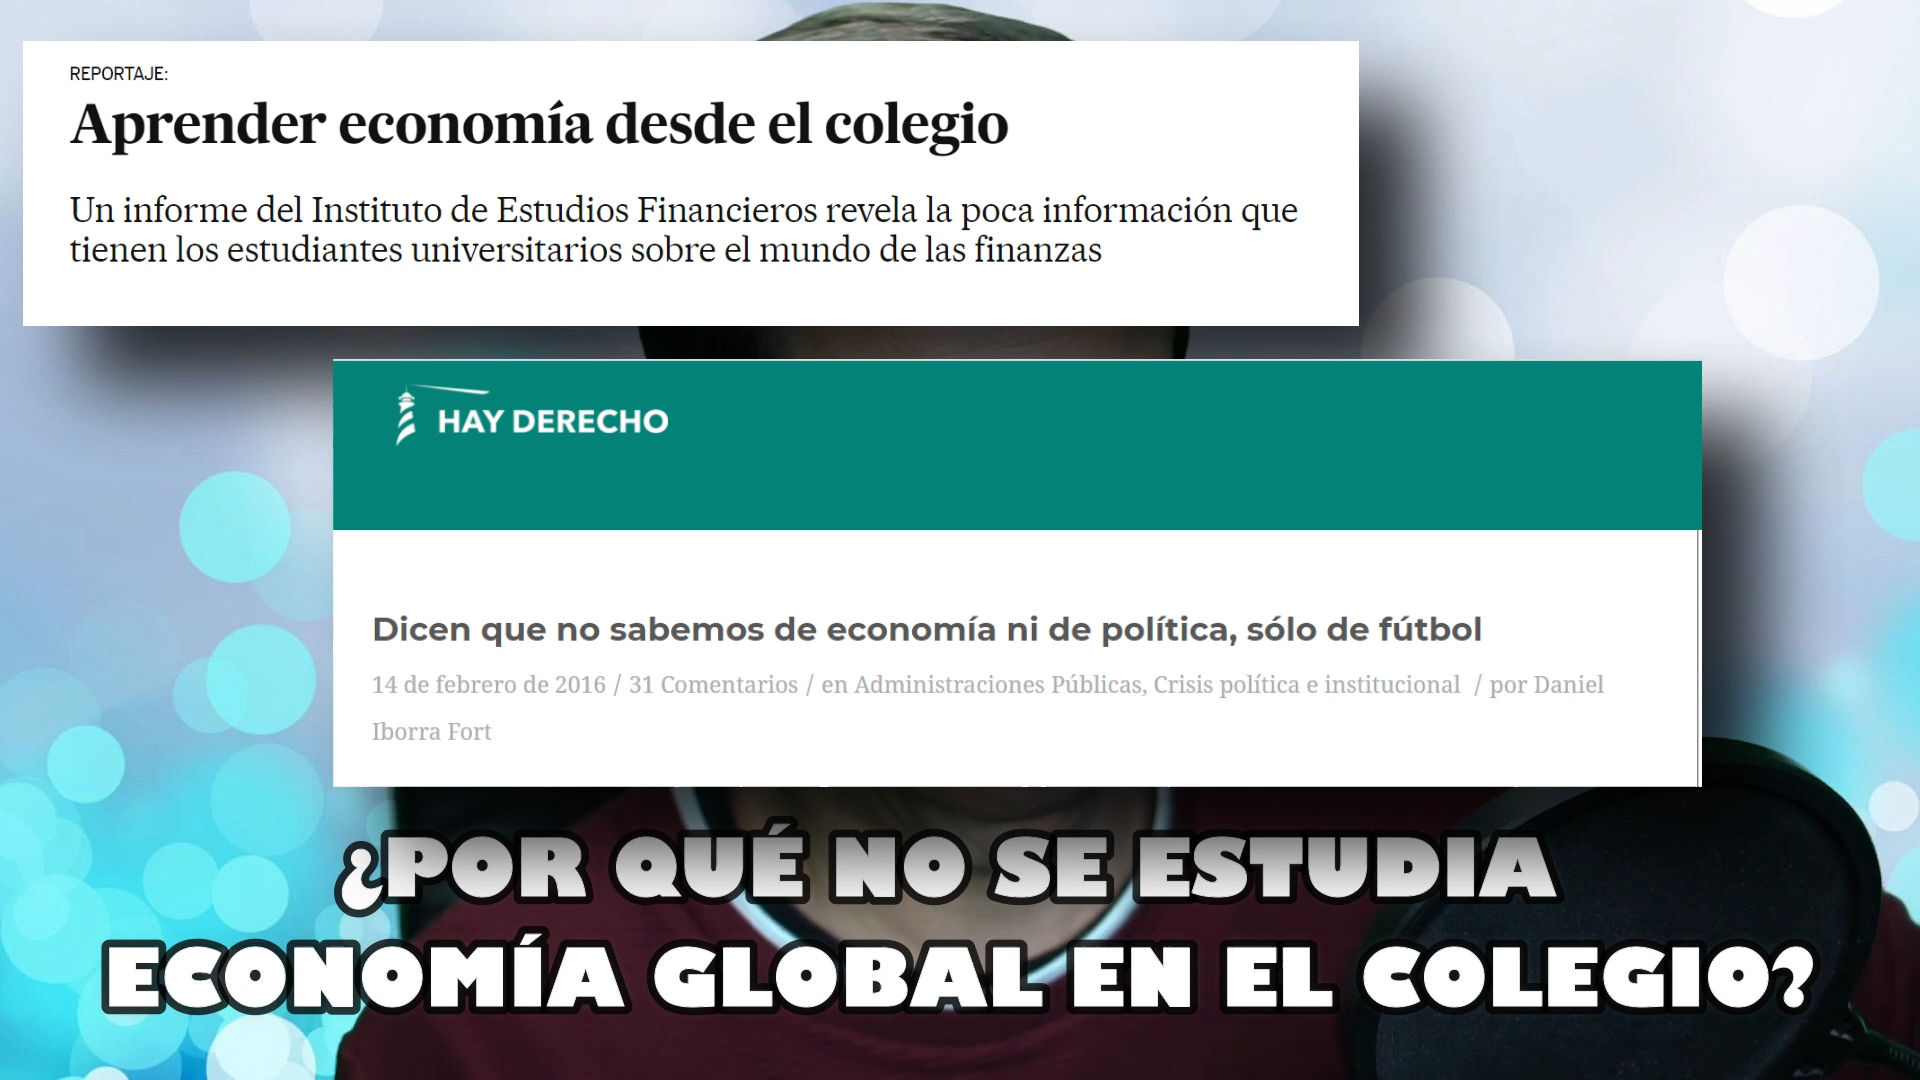 REPORTAJE:
Aprender economía desde el colegio
Un informe del Instituto de Estudios Financieros revela la poca información que
tienen los estudiantes universitarios sobre el mundo de las finanzas
HAY DERECHO
Dicen que no sabemos de economía ni de política, sólo de fútbol
14 de febrero de 2016 / 31 Comentarios / en Administraciones Públicas, Crisis política e institucional / por Daniel
Iborra Fort
¿POR QUÉ NO SE ESTUDIA
ECONOMÍA GLOBAL EN EL COLEGIO?